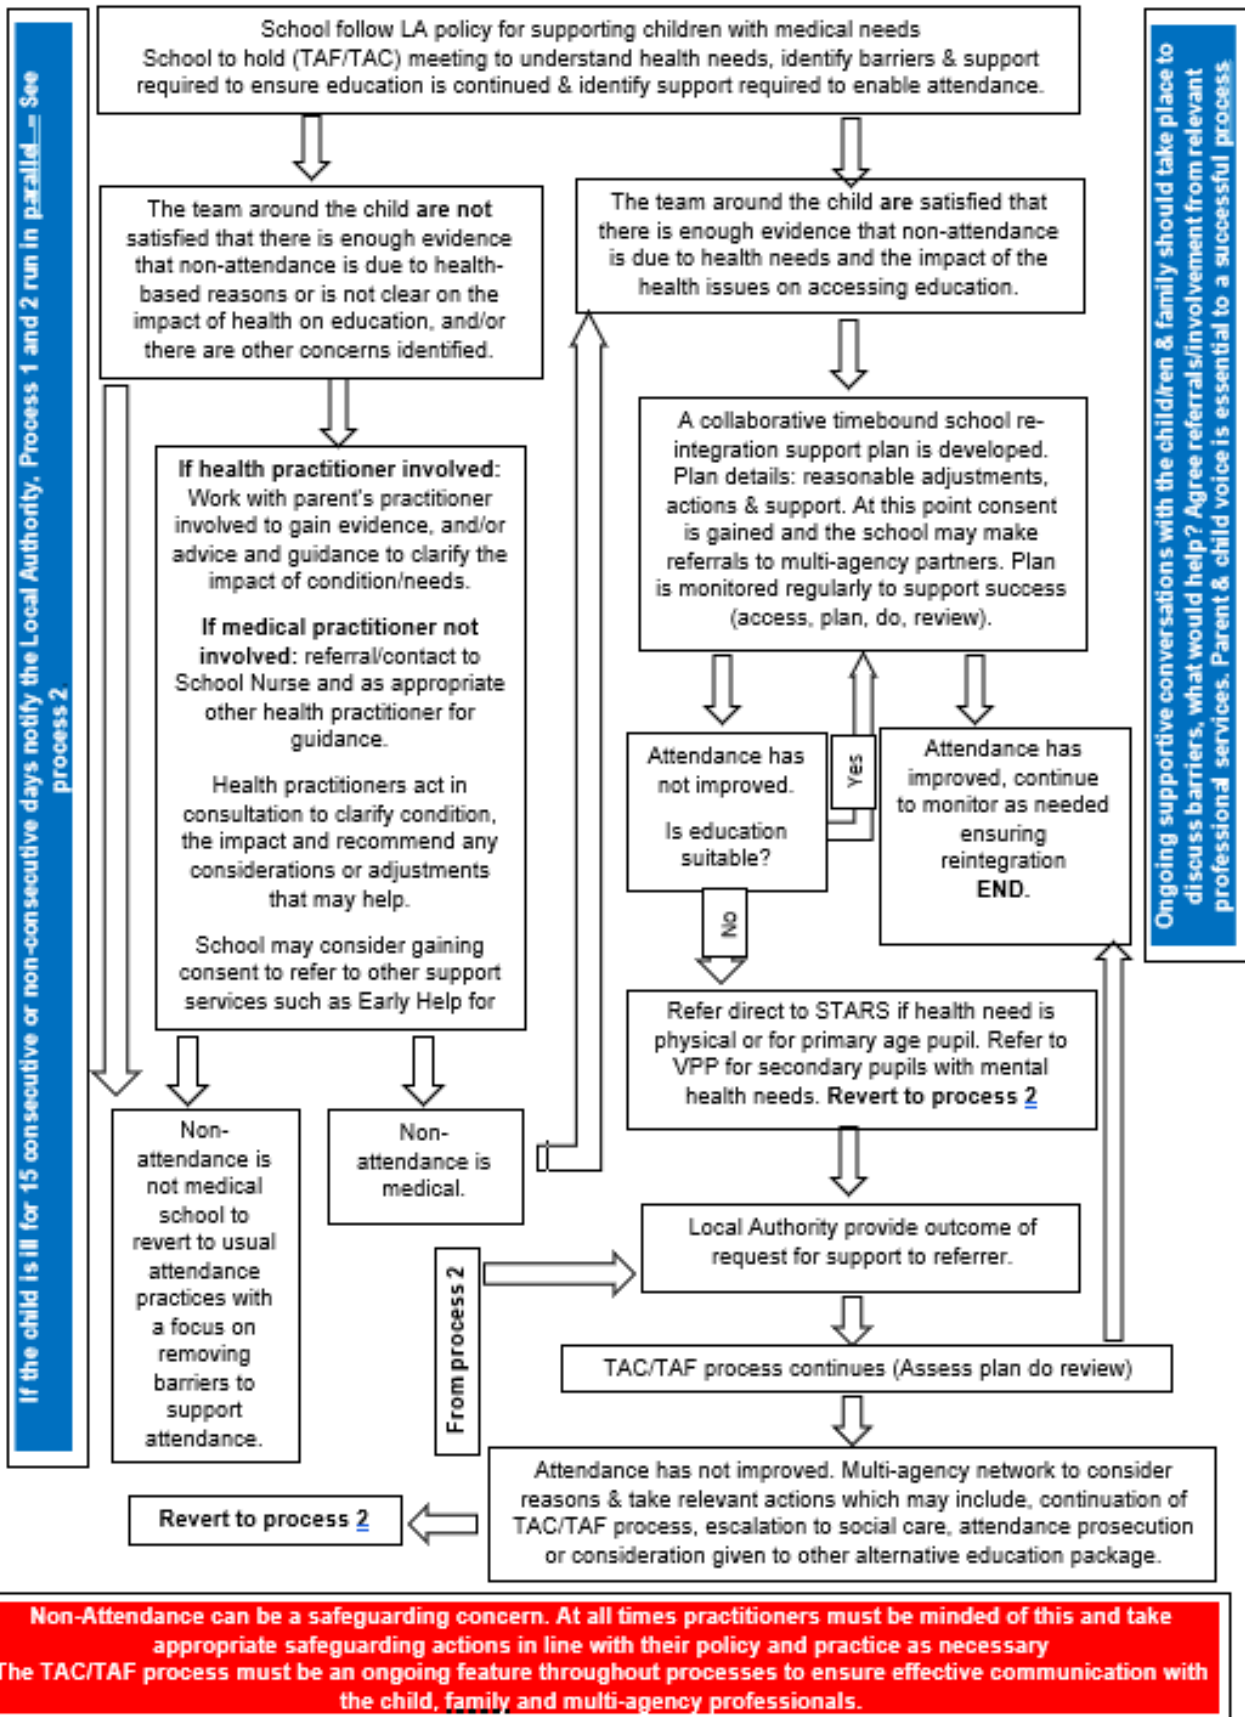 School follow LA policy for supporting children with medical needs
School to hold (TAF/TAC) meeting to understand health needs, identify barriers & support
required to ensure education is continued & identify support required to enable attendance.
If the child is ill for 15 consecutive or non-consecutive days notify the Local Authority. Process 1 and 2 run in parallel – See
process 2.
Ongoing supportive conversations with the child/ren & family should take place to
discuss barriers, what would help? Agree referrals/involvement from relevant
professional services. Parent & child voice is essential to a successful process
The team around the child are not
satisfied that there is enough evidence
that non-attendance is due to health-
based reasons or is not clear on the
impact of health on education, and/or
there are other concerns identified.
The team around the child are satisfied that
there is enough evidence that non-attendance
is due to health needs and the impact of the
health issues on accessing education.
If health practitioner involved:
Work with parent's practitioner
involved to gain evidence, and/or
advice and guidance to clarify the
impact of condition/needs.
If medical practitioner not
involved: referral/contact to
School Nurse and as appropriate
other health practitioner for
guidance.
Health practitioners act in
consultation to clarify condition,
the impact and recommend any
considerations or adjustments
that may help.
School may consider gaining
consent to refer to other support
services such as Early Help for
A collaborative timebound school re-
integration support plan is developed.
Plan details: reasonable adjustments,
actions & support. At this point consent
is gained and the school may make
referrals to multi-agency partners. Plan
is monitored regularly to support success
(access, plan, do, review).
Attendance has
not improved.
Is education
suitable?
Yes
Attendance has
improved, continue
to monitor as needed
ensuring
reintegration
END.
No
Refer direct to STARS if health need is
physical or for primary age pupil. Refer to
VPP for secondary pupils with mental
health needs. Revert to process 2
Non-
attendance is
not medical
school to
revert to usual
attendance
practices with
a focus on
removing
barriers to
support
attendance.
Non-
attendance is
medical.
From process 2
Local Authority provide outcome of
request for support to referrer.
TAC/TAF process continues (Assess plan do review)
Attendance has not improved. Multi-agency network to consider
reasons & take relevant actions which may include, continuation of
TAC/TAF process, escalation to social care, attendance prosecution
or consideration given to other alternative education package.
Revert to process 2
Non-Attendance can be a safeguarding concern. At all times practitioners must be minded of this and take
appropriate safeguarding actions in line with their policy and practice as necessary
The TAC/TAF process must be an ongoing feature throughout processes to ensure effective communication with
the child, family and multi-agency professionals.